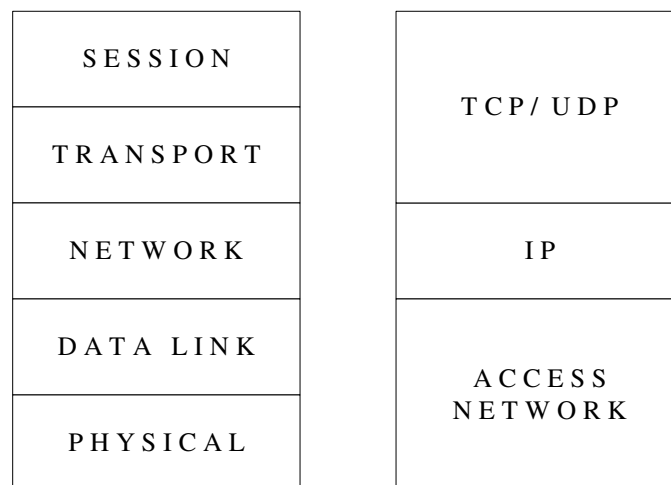 SESSION
TRANSPORT
NETWORK
DATA LINK
PHYSICAL
TCP/ UDP
IP
ACCESS
NETWORK